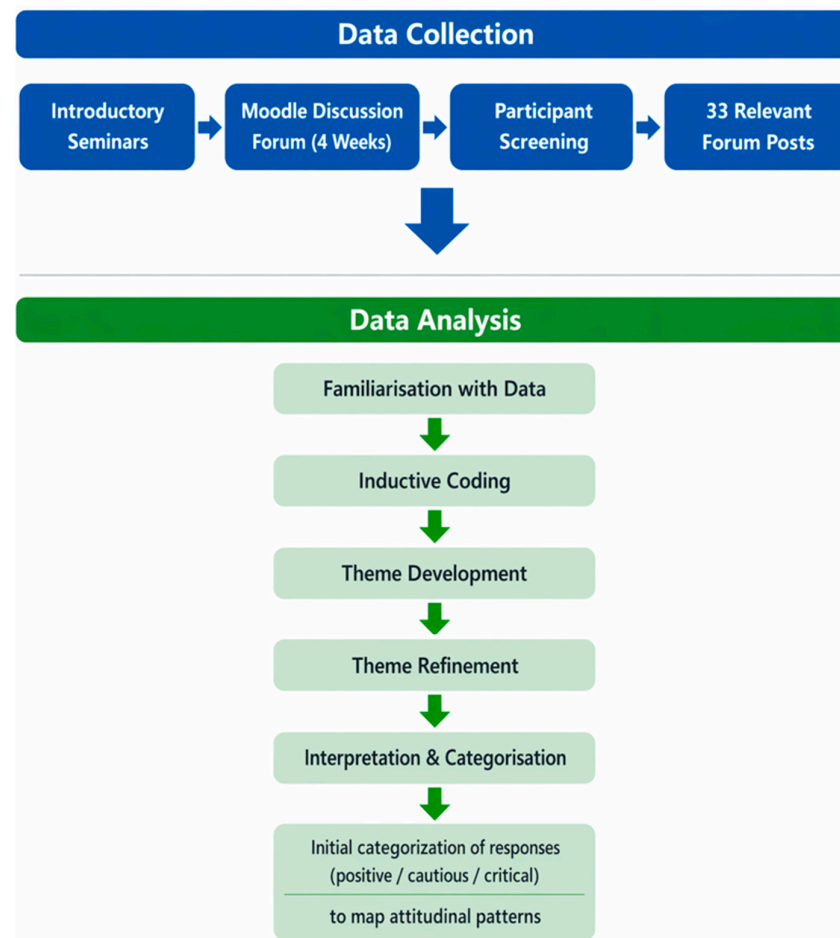 Data Collection
Introductory
Seminars
Moodle Discussion
Forum (4 Weeks)
Participant
Screening
33 Relevant
Forum Posts
Data Analysis
Familiarisation with Data
Inductive Coding
Theme Development
Theme Refinement
Interpretation & Categorisation
Initial categorization of responses
(positive / cautious / critical)
to map attitudinal patterns